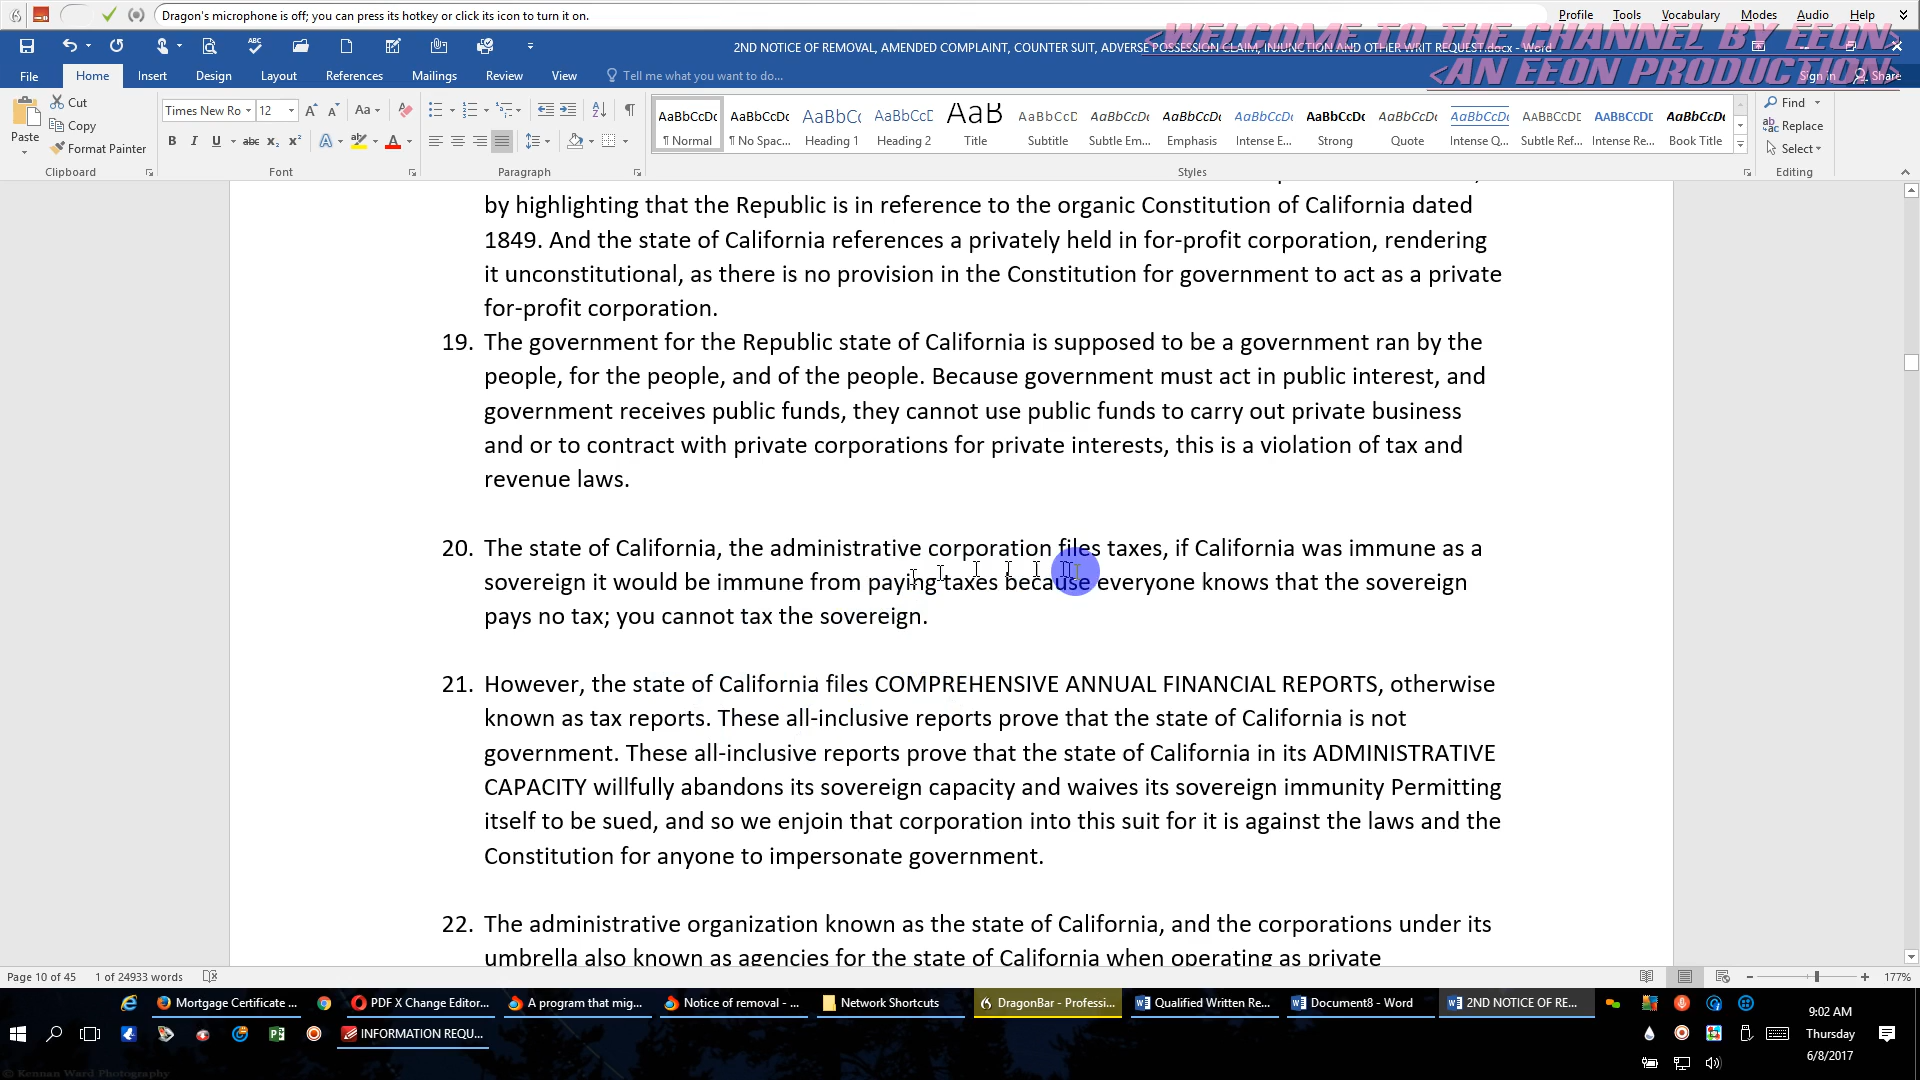 Dragon's microphone is off; you can press its hotkey or click its icon to turn it on.
Profile Tools Vocabulary Modes Audio Help
<WELCOME TO THE CHANNEL BY EEON>
<AN EEON PRODUCTION>
2ND NOTICE OF REMOVAL, AMENDED COMPLAINT, COUNTER SUIT, ADVERSE POSSESSION CLAIM, INJUNCTION AND OTHER WRIT REQUEST.docx - Word
File Home Insert Design Layout References Mailings Review View Tell me what you want to do... Sign in Share
Paste Cut Copy Format Painter
Times New Ro 12 Aa
AaBbCcDc AaBbCcDc AaBbCc AaBbCcE AaB AaBbCcD AaBbCcDc AaBbCcDc AaBbCcDc AaBbCcDc AaBbCcDc AaBbCcDc AABBCCDE AABBCCDE AaBbCcDc
¶ Normal ¶ No Spac... Heading 1 Heading 2 Title Subtitle Subtle Em... Emphasis Intense E... Strong Quote Intense Q... Subtle Ref... Intense Re... Book Title
Find Replace Select
Clipboard Font Paragraph Styles Editing
by highlighting that the Republic is in reference to the organic Constitution of California dated
1849. And the state of California references a privately held in for-profit corporation, rendering
it unconstitutional, as there is no provision in the Constitution for government to act as a private
for-profit corporation.
19. The government for the Republic state of California is supposed to be a government ran by the
people, for the people, and of the people. Because government must act in public interest, and
government receives public funds, they cannot use public funds to carry out private business
and or to contract with private corporations for private interests, this is a violation of tax and
revenue laws.
20. The state of California, the administrative corporation files taxes, if California was immune as a
sovereign it would be immune from paying taxes because everyone knows that the sovereign
pays no tax; you cannot tax the sovereign.
21. However, the state of California files COMPREHENSIVE ANNUAL FINANCIAL REPORTS, otherwise
known as tax reports. These all-inclusive reports prove that the state of California is not
government. These all-inclusive reports prove that the state of California in its ADMINISTRATIVE
CAPACITY willfully abandons its sovereign capacity and waives its sovereign immunity Permitting
itself to be sued, and so we enjoin that corporation into this suit for it is against the laws and the
Constitution for anyone to impersonate government.
22. The administrative organization known as the state of California, and the corporations under its
umbrella also known as agencies for the state of California when operating as private
Page 10 of 45 1 of 24933 words 177%
Mortgage Certificate ... PDF X Change Editor... A program that mig... Notice of removal - ... Network Shortcuts DragonBar - Professi... Qualified Written Re... Document8 - Word 2ND NOTICE OF RE...
INFORMATION REQU...
9:02 AM
Thursday
6/8/2017
© Kennan Ward Photography